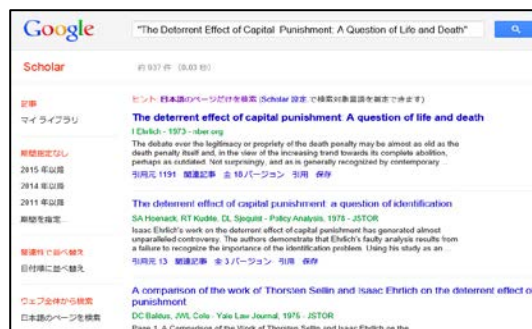 Google
"The Deterrent Effect of Capital Punishment: A Question of Life and Death"
Scholar
約 937 件 (0.03 秒)
記事
マイ ライブラリ
期間指定なし
2015 年以降
2014 年以降
2011 年以降
期間を指定...
関連性で並べ替え
日付順に並べ替え
ウェブ全体から検索
日本語のページを検索
ヒント: 日本語のページだけを検索 (Scholar 設定 で検索対象言語を指定できます)
The deterrent effect of capital punishment: A question of life and death
I Ehrlich - 1973 - nber.org
The debate over the legitimacy or propriety of the death penalty may be almost as old as the
death penalty itself and, in the view of the increasing trend towards its complete abolition,
perhaps as outdated. Not surprisingly, and as is generally recognized by contemporary ...
引用元 1191 関連記事 全 18 バージョン 引用 保存
The deterrent effect of capital punishment: a question of identification
SA Hoenack, RT Kudrle, DL Sjoquist - Policy Analysis, 1978 - JSTOR
Isaac Ehrlich's work on the deterrent effect of capital punishment has generated almost
unparalleled controversy. The authors demonstrate that Ehrlich's faulty analysis results from
a failure to recognize the importance of the identification problem. Using his study as an ...
引用元 13 関連記事 全 3 バージョン 引用 保存
A comparison of the work of Thorsten Sellin and Isaac Ehrlich on the deterrent effect o
punishment
DC Baldus, JWL Cole - Yale Law Journal, 1975 - JSTOR
Page 1. A Comparison of the Work of Thorsten Sellin and Isaac Ehrlich on the